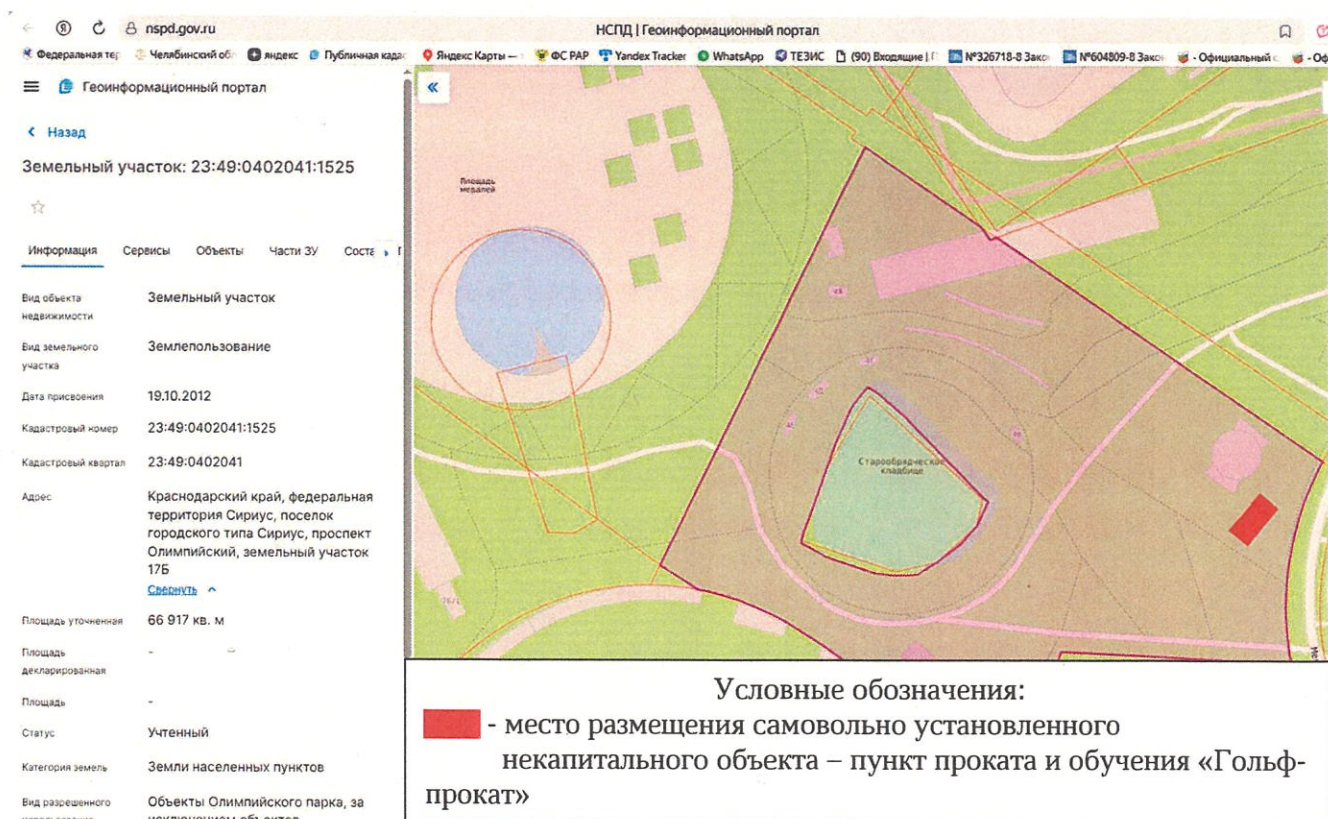 nspd.gov.ru
НСПД | Геоинформационный портал
Федеральная тер
Челябинский об
яндекс
Публичная када
Яндекс Карты —
ФС РАР
Yandex Tracker
WhatsApp
ТЕЗИС
(90) Входящие |
№326718-8 Зако
№604809-8 Зако
- Официальный с
- Оф
Геоинформационный портал
Назад
Земельный участок: 23:49:0402041:1525
Информация Сервисы Объекты Части ЗУ Соста
Вид объекта недвижимости
Земельный участок
Вид земельного участка
Землепользование
Дата присвоения
19.10.2012
Кадастровый номер
23:49:0402041:1525
Кадастровый квартал
23:49:0402041
Адрес
Краснодарский край, федеральная
территория Сириус, поселок
городского типа Сириус, проспект
Олимпийский, земельный участок
17Б
Свернуть
Площадь уточненная
66 917 кв. м
Площадь декларированная
-
Площадь
-
Статус
Учтенный
Категория земель
Земли населенных пунктов
Вид разрешенного
Объекты Олимпийского парка, за
Площадь
медалей
Старообрядческое
кладбище
Условные обозначения:
- место размещения самовольно установленного
некапитального объекта – пункт проката и обучения «Гольф-
прокат»